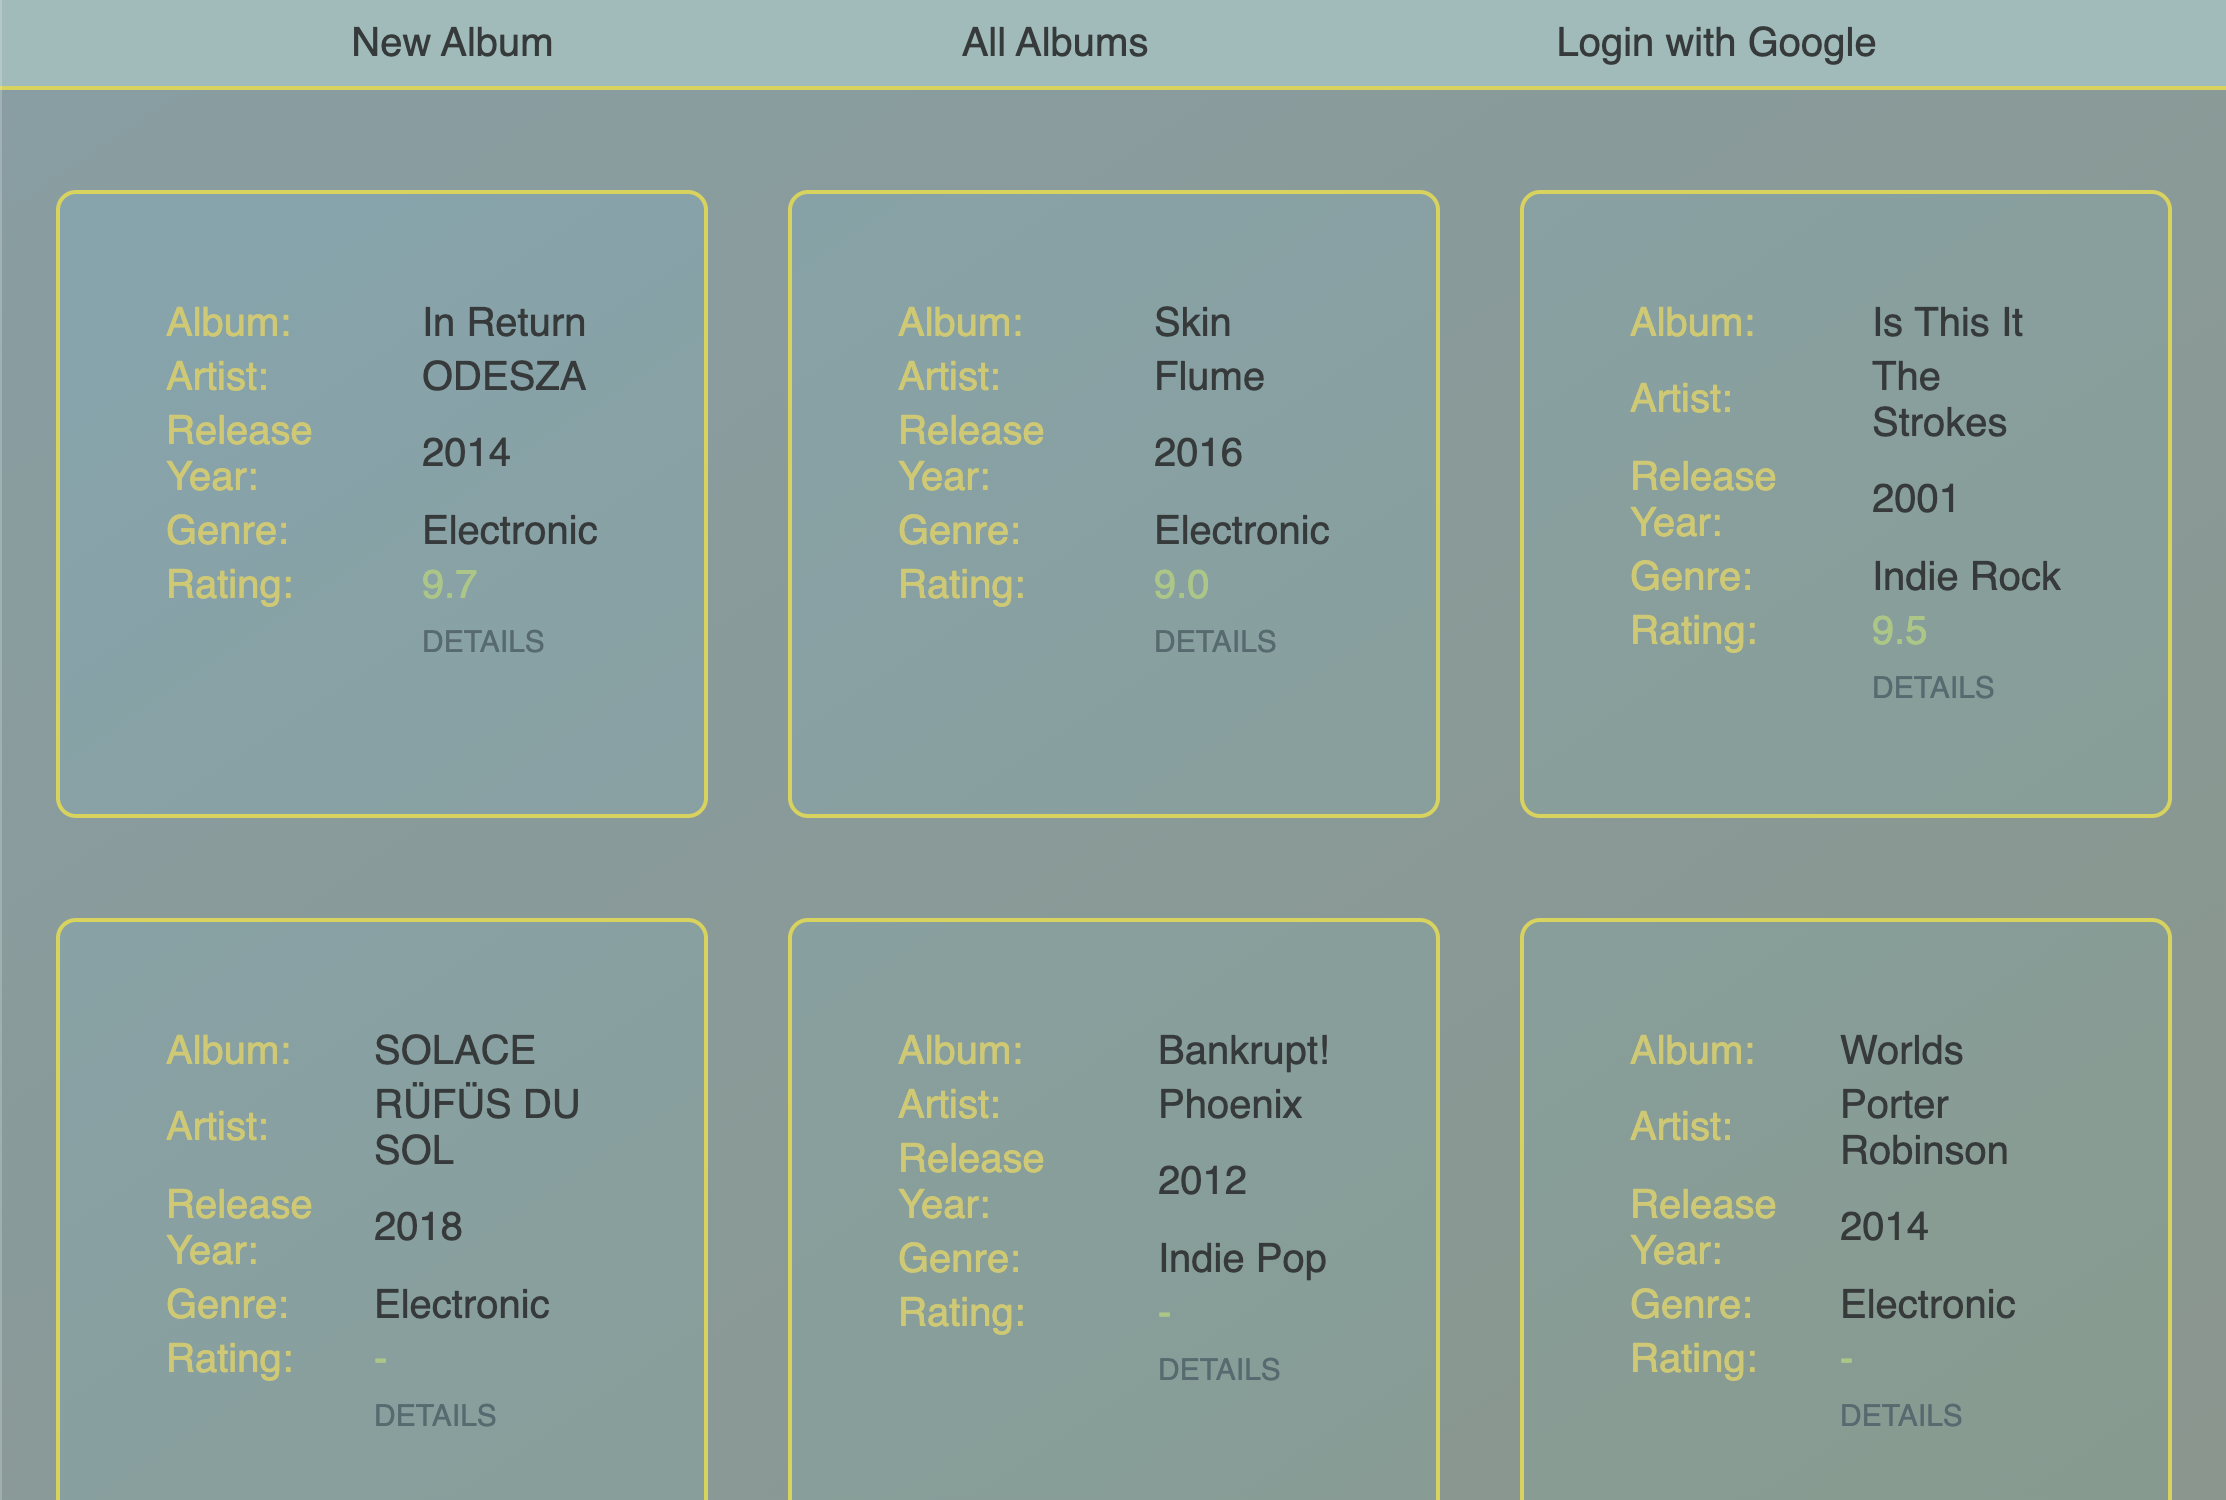 New Album All Albums Login with Google
Album: In Return
Artist: ODESZA
Release
Year: 2014
Genre: Electronic
Rating: 9.7
DETAILS
Album: Skin
Artist: Flume
Release
Year: 2016
Genre: Electronic
Rating: 9.0
DETAILS
Album: Is This It
Artist: The
Strokes
Release
Year: 2001
Genre: Indie Rock
Rating: 9.5
DETAILS
Album: SOLACE
Artist: RÜFÜS DU
SOL
Release
Year: 2018
Genre: Electronic
Rating: -
DETAILS
Album: Bankrupt!
Artist: Phoenix
Release
Year: 2012
Genre: Indie Pop
Rating: -
DETAILS
Album: Worlds
Artist: Porter
Robinson
Release
Year: 2014
Genre: Electronic
Rating: -
DETAILS